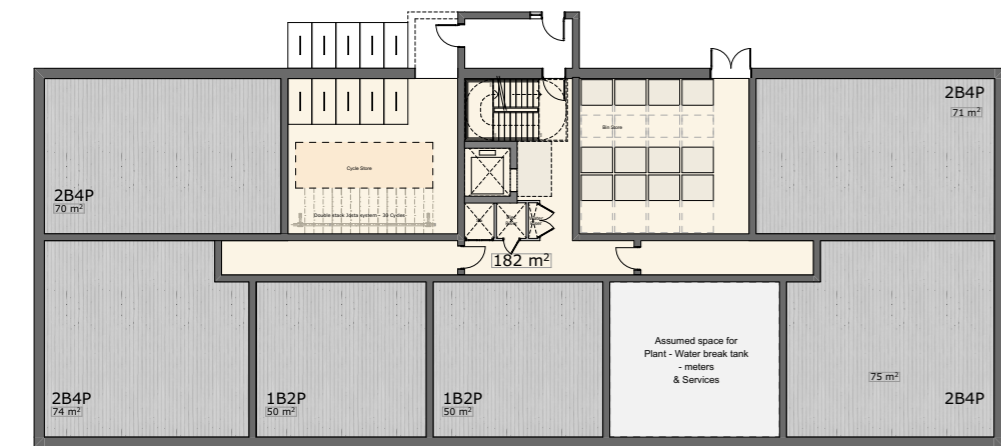 2B4P
71 m²
Bin Store
Cycle Store
2B4P
70 m²
Double stack Josta system - 30 Cycles
182 m²
Assumed space for
Plant - Water break tank
- meters
& Services
75 m²
2B4P
74 m²
1B2P
50 m²
1B2P
50 m²
2B4P